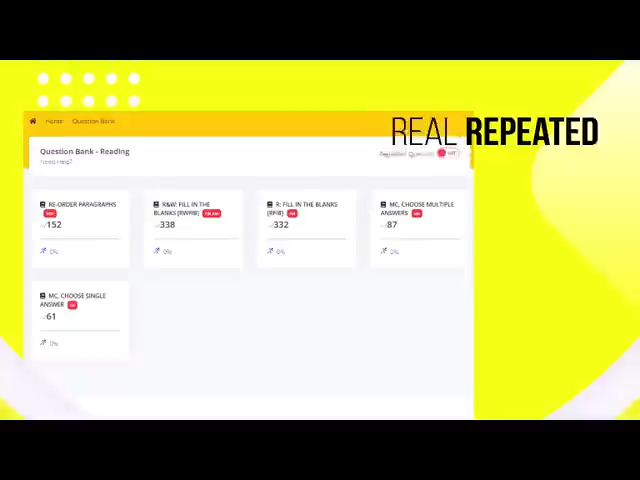 Home Question Bank
REAL REPEATED
Question Bank - Reading
Need Help?
RE-ORDER PARAGRAPHS
152
0%
R&W: FILL IN THE
BLANKS [RWFIB]
338
0%
R: FILL IN THE BLANKS
[RFIB]
332
0%
MC, CHOOSE MULTIPLE
ANSWERS
87
0%
MC, CHOOSE SINGLE
ANSWER
61
0%